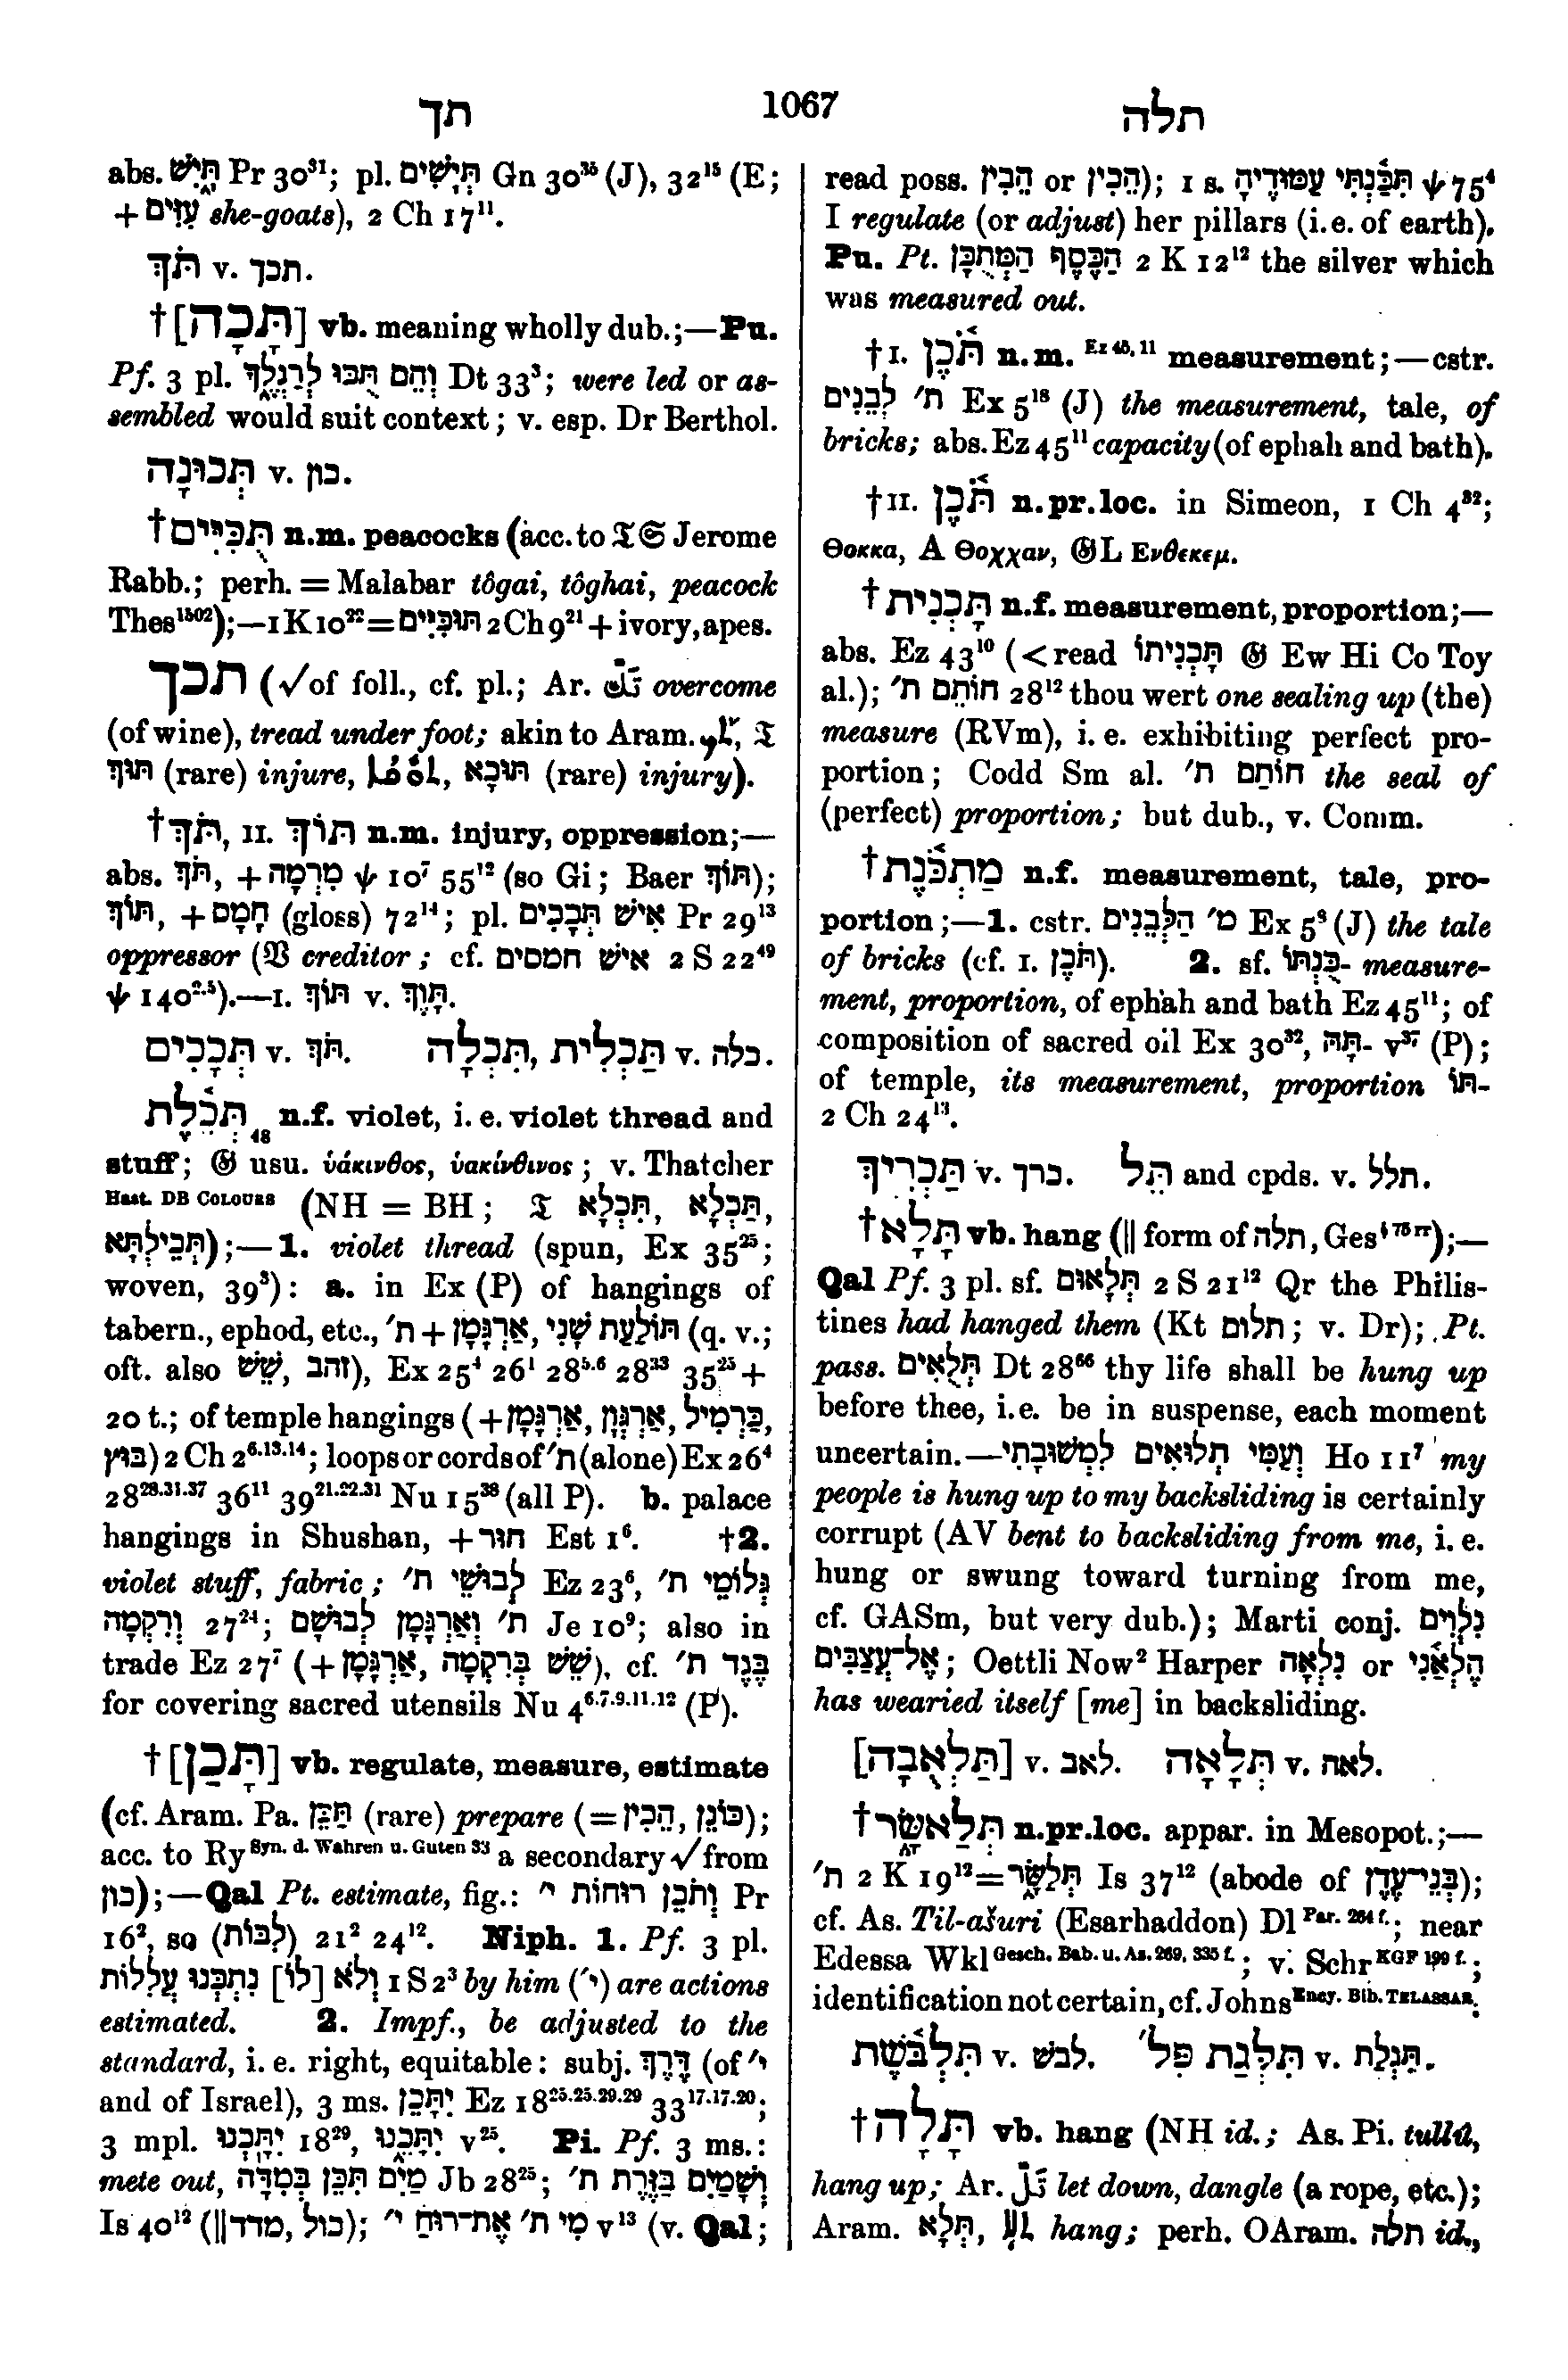 תך 1067 תלה
abs. תָּ֑יִשׁ Pr 30³¹; pl. תְּיָשִׁים Gn 30³⁵ (J), 32¹⁵ (E;
+ עִזִּים she-goats), 2 Ch 17¹¹.
תֹּךְ v. תכך.
† [תָּכָה] vb. meaning wholly dub.;—Pu.
Pf. 3 pl. וְהֵם תֻּכּוּ לְרַגְלֶ֑ךָ Dt 33³; were led or as-
sembled would suit context; v. esp. Dr Berthol.
תְּכוּנָה v. כון.
† תֻּכִּיִּים n.m. peacocks (acc. to 𝔗𝔖 Jerome
Rabb.; perh. = Malabar tôgai, tôghai, peacock
Thes¹⁵⁰²);—1 K 10²²= תּוּכִּיִּים 2 Ch 9²¹ + ivory, apes.
תכך (√ of foll., cf. pl.; Ar. تَكَّ overcome
(of wine), tread under foot; akin to Aram. 𝔗
תּוּךְ (rare) injure, תּוּכָא (rare) injury).
† תֹּךְ, II. תּוֹךְ n.m. injury, oppression;—
abs. תֹּךְ, + מִרְמָה ψ 10⁷ 55¹² (so Gi; Baer תּוֹךְ);
תּוֹךְ, + חָמָס (gloss) 72¹⁴; pl. אִישׁ תְּכָכִים Pr 29¹³
oppressor (𝔙 creditor; cf. איש חמסים 2 S 22⁴⁹
ψ 140².⁵).—I. תּוֹךְ v. תָּוֶךְ.
תְּכָכִים v. תֹּךְ. תִּכְלָה, תַּכְלִית v. כלה.
תְּכֵ֫לֶת ₄₈ n.f. violet, i. e. violet thread and
stuff; 𝔊 usu. ὑάκινθος, ὑακίνθινος; v. Thatcher
Hast. DB COLOURS (NH = BH; 𝔗 תִּכְלָא, תַּכְלָא,
תְּכֵילְתָּא);—1. violet thread (spun, Ex 35²⁵;
woven, 39³): a. in Ex (P) of hangings of
tabern., ephod, etc., ת׳ + אַרְגָּמָן, תּוֹלַעַת שָׁנִי (q. v.;
oft. also שֵׁשׁ, זהב), Ex 25⁴ 26¹ 28⁵.⁶ 28³³ 35²⁵ +
20 t.; of temple hangings (+ אַרְגָּמָן, אַרְגְּוָן, כַּרְמִיל,
בּוּץ) 2 Ch 2⁶.¹³.¹⁴; loops or cords of ת׳ (alone) Ex 26⁴
28²⁸.³¹.³⁷ 36¹¹ 39²¹.²².³¹ Nu 15³⁸ (all P). b. palace
hangings in Shushan, + חוּר Est 1⁶. †2.
violet stuff, fabric; לְבוּשֵׁי ת׳ Ez 23⁶, גְּלוֹמֵי ת׳
וְרִקְמָה 27²⁴; ת׳ וְאַרְגָּמָן לְבוּשָׁם Je 10⁹; also in
trade Ez 27⁷ (+ שֵׁשׁ בְּרִקְמָה, אַרְגָּמָן), cf. בֶּגֶד ת׳
for covering sacred utensils Nu 4⁶.⁷.⁹.¹¹.¹² (P).
† [תָּכַן] vb. regulate, measure, estimate
(cf. Aram. Pa. תַּכֵּן (rare) prepare (= הֵכִין, כּוֹנֵן);
acc. to Ry Syn. d. Wahren u. Guten 33 a secondary √ from
כון);—Qal Pt. estimate, fig.: וְתֹכֵן רוּחוֹת י׳ Pr
16², so (לִבּוֹת) 21² 24¹². Niph. 1. Pf. 3 pl.
וְלֹא [לוֹ] נִתְכְּנוּ עֲלִלוֹת 1 S 2³ by him (י׳) are actions
estimated. 2. Impf., be adjusted to the
standard, i. e. right, equitable: subj. דֶּרֶךְ (of י׳
and of Israel), 3 ms. יִתָּכֵן Ez 18²⁵.²⁵.²⁹.²⁹ 33¹⁷.¹⁷.²⁰;
3 mpl. יִתָּכְנוּ 18²⁹, יִתָּכֵ֑נוּ v²⁵. Pi. Pf. 3 ms.:
mete out, מַיִם תִּכֵּן בְּמִדָּה Jb 28²⁵; וְשָׁמַיִם בַּזֶּרֶת ת׳
Is 40¹² (‖ מדד, כול); מִי ת׳ אֶת־רוּחַ י׳ v¹³ (v. Qal;
read poss. הֵבִין or הֵכִין); 1 s. תִּכַּ֫נְתִּי עַמּוּדֶיהָ ψ 75⁴
I regulate (or adjust) her pillars (i. e. of earth).
Pu. Pt. הַכֶּסֶף הַמְתֻכָּן 2 K 12¹² the silver which
was measured out.
† I. תֹּ֫כֶן n.m. Ez 45, 11 measurement;—cstr.
ת׳ לְבֵנִים Ex 5¹⁸ (J) the measurement, tale, of
bricks; abs. Ez 45¹¹ capacity (of ephah and bath).
† II. תֹּ֫כֶן n.pr.loc. in Simeon, 1 Ch 4³²;
Θοκκα, A Θοχχαν, 𝔊L Ενθεκεμ.
† תָּכְנִית n.f. measurement, proportion;—
abs. Ez 43¹⁰ (< read תְּכֻנָתוֹ 𝔊 Ew Hi Co Toy
al.); חוֹתֵם ת׳ 28¹² thou wert one sealing up (the)
measure (RVm), i. e. exhibiting perfect pro-
portion; Codd Sm al. חוֹתַם ת׳ the seal of
(perfect) proportion; but dub., v. Comm.
† מַתְכֹּ֫נֶת n.f. measurement, tale, pro-
portion;—1. cstr. מ׳ הַלְּבֵנִים Ex 5⁸ (J) the tale
of bricks (cf. I. תֹּכֶן). 2. sf. ־כֻּנְתּוֹ measure-
ment, proportion, of ephah and bath Ez 45¹¹; of
composition of sacred oil Ex 30³², ־תָּהּ v³⁷ (P);
of temple, its measurement, proportion ־תּוֹ
2 Ch 24¹³.
תַּכְרִיךְ v. כרך. תֵּל and cpds. v. תלל.
† תָּלָא vb. hang (‖ form of תלה, Ges§ ⁷⁵ ʳʳ);—
Qal Pf. 3 pl. sf. תְּלָאוּם 2 S 21¹² Qr the Philis-
tines had hanged them (Kt תלום; v. Dr); Pt.
pass. תְּלֻאִים Dt 28⁶⁶ thy life shall be hung up
before thee, i. e. be in suspense, each moment
uncertain.—וְעַמִּי תְלוּאִים לִמְשׁוּבָתִי Ho 11⁷ my
people is hung up to my backsliding is certainly
corrupt (AV bent to backsliding from me, i. e.
hung or swung toward turning from me,
cf. GASm, but very dub.); Marti conj. נִלְוִים
אֶל־עֲצַבִּים; Oettli Now² Harper נִלְאָה or הֶלְאַ֫נִי
has wearied itself [me] in backsliding.
[תַּלְאֻבָה] v. לאב. תְּלָאָה v. לאה.
† תְּלַאשָּׂר n.pr.loc. appar. in Mesopot.;—
ת׳ 2 K 19¹²= תְּלַשָּׂר Is 37¹² (abode of בְּנֵי־עֶדֶן);
cf. As. Til-ašuri (Esarhaddon) Dl Par. 264 f.; near
Edessa Wkl Gesch. Bab. u. As. 269, 335 f.; v. Schr KGF 199 f.;
identification not certain, cf. Johns Ency. Bib. TELASSAR.
תִּלְבֹּ֫שֶׁת v. לבשׁ. תִּלְּגַת פִּל׳ v. תִּגְלַת.
† תָּלָה vb. hang (NH id.; As. Pi. tullû,
hang up; Ar. تَلَّ let down, dangle (a rope, etc.);
Aram. תְּלָא, hang; perh. OAram. תלה id.,